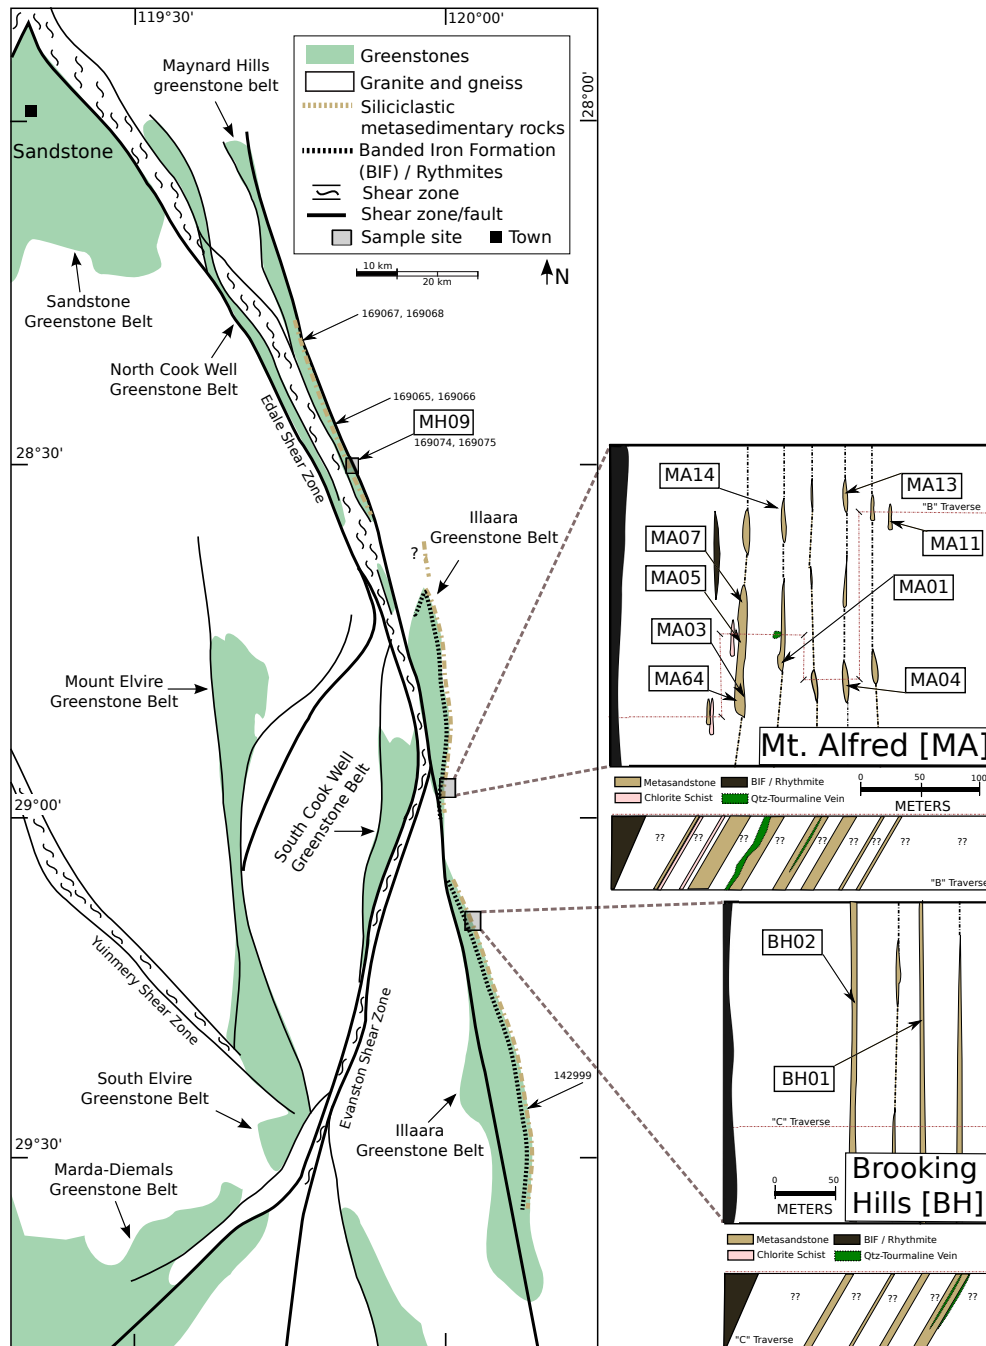 119°30'
120°00'
28°00'
Maynard Hills
greenstone belt
Greenstones
Granite and gneiss
Siliciclastic
metasedimentary rocks
Banded Iron Formation
(BIF) / Rythmites
Shear zone
Shear zone/fault
Sample site
Town
10 km
20 km
N
Sandstone
Sandstone
Greenstone Belt
North Cook Well
Greenstone Belt
169067, 169068
169065, 169066
MH09
169074, 169075
28°30'
Edale Shear Zone
Illaara
Greenstone Belt
?
Mount Elvire
Greenstone Belt
South Cook Well
Greenstone Belt
29°00'
Yuinmery Shear Zone
Evanston Shear Zone
South Elvire
Greenstone Belt
142999
Illaara
Greenstone Belt
29°30'
Marda-Diemals
Greenstone Belt
MA14
MA13
"B" Traverse
MA07
MA11
MA05
MA01
MA03
MA64
MA04
Mt. Alfred [MA]
Metasandstone
BIF / Rhythmite
Chlorite Schist
Qtz-Tourmaline Vein
0 50 100
METERS
?? ?? ?? ?? ?? ?? ?? ??
"B" Traverse
BH02
BH01
"C" Traverse
0 50
METERS
Brooking
Hills [BH]
Metasandstone
BIF / Rhythmite
Chlorite Schist
Qtz-Tourmaline Vein
?? ?? ?? ?? ??
"C" Traverse